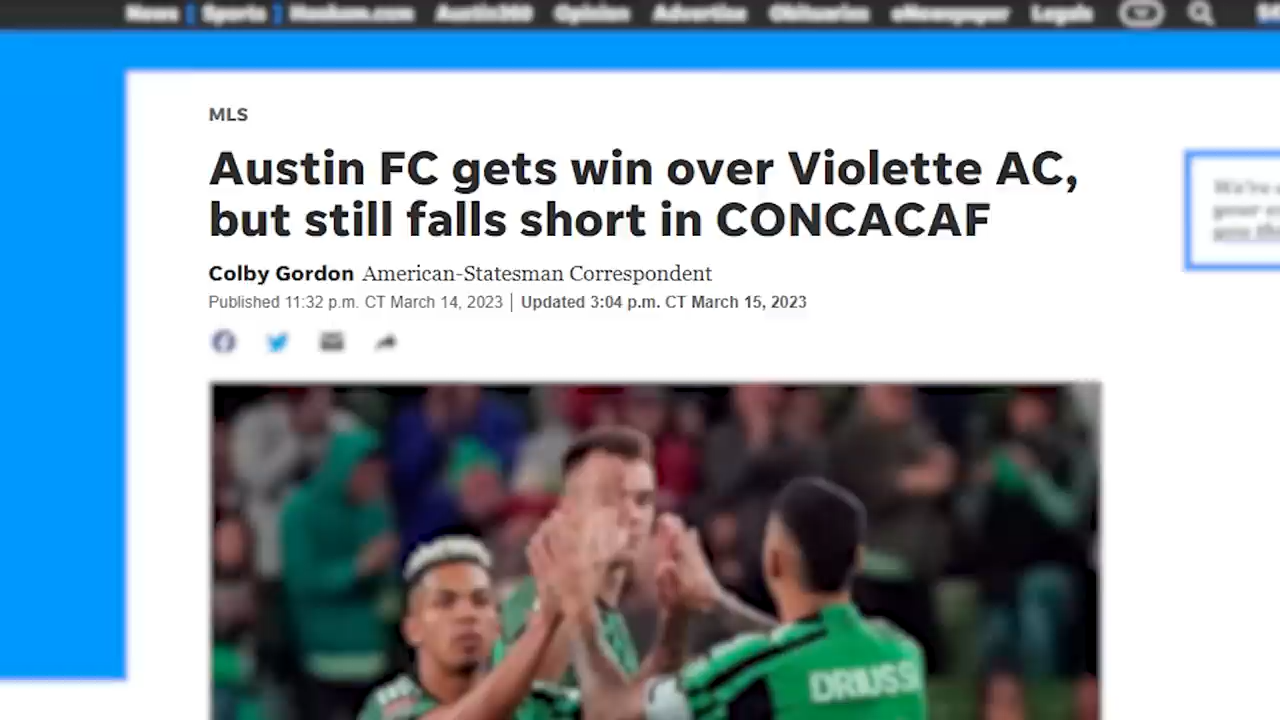 News | Sports | Hookem.com Austin360 Opinion Advertise Obituaries eNewspaper Legals
MLS
Austin FC gets win over Violette AC,
but still falls short in CONCACAF
Colby Gordon American-Statesman Correspondent
Published 11:32 p.m. CT March 14, 2023 | Updated 3:04 p.m. CT March 15, 2023
DRIUSSI